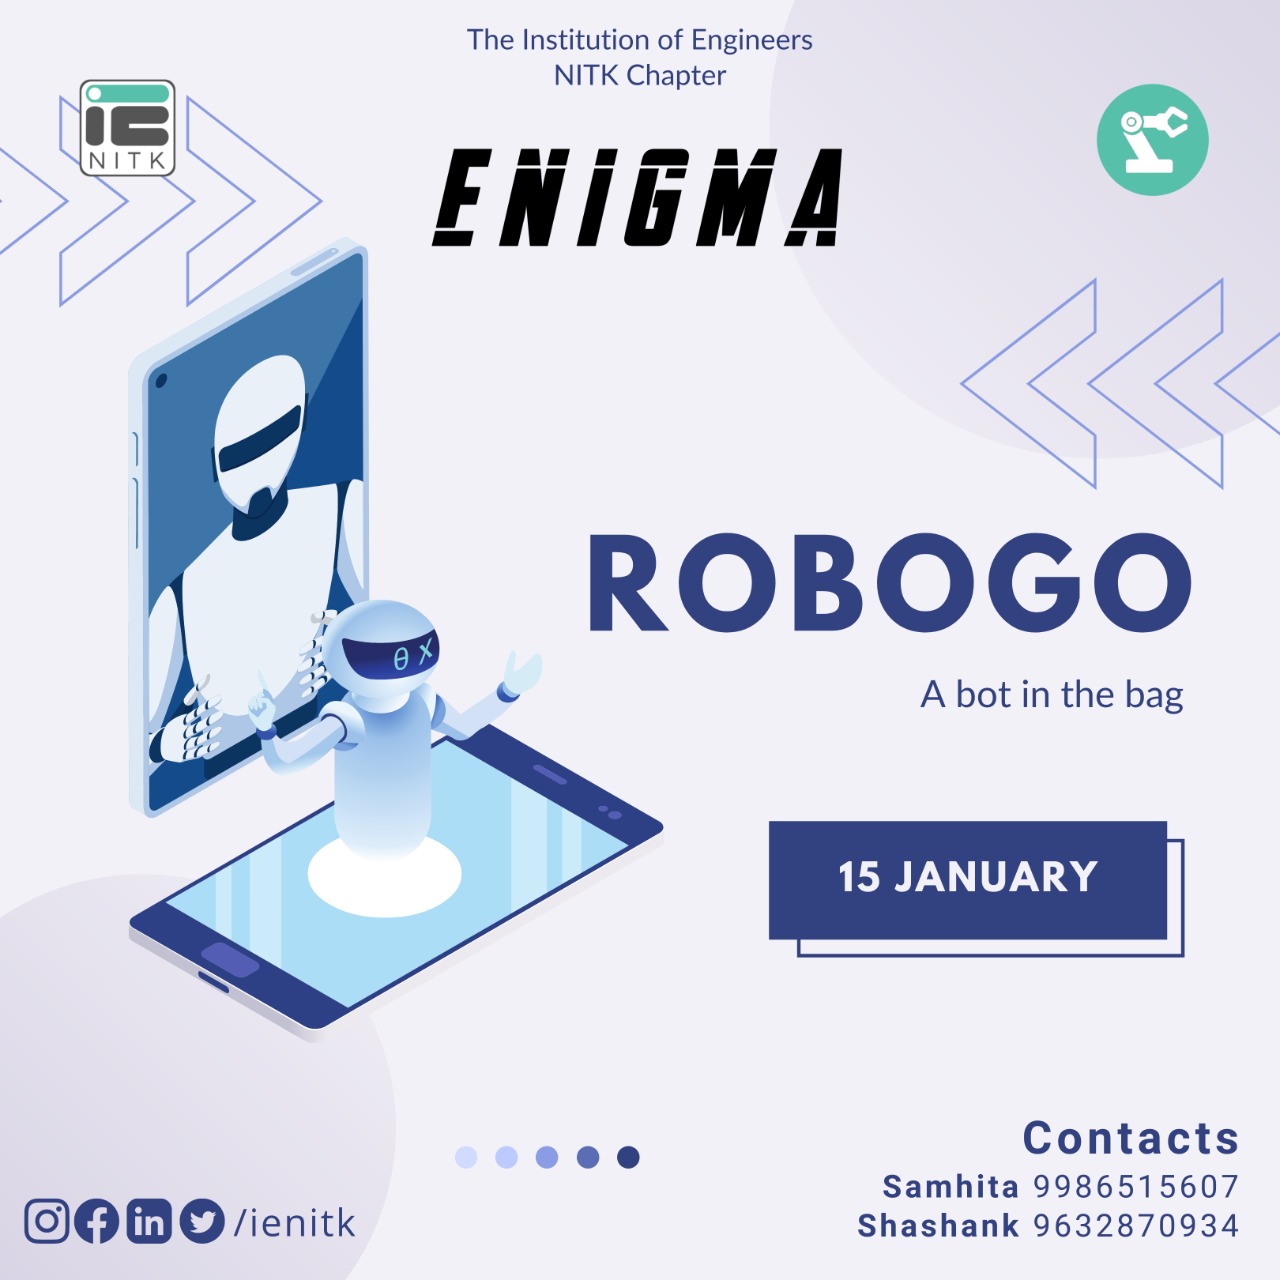 The Institution of Engineers
NITK Chapter
iE
NITK
ENIGMA
θ x
ROBOGO
A bot in the bag
15 JANUARY
Contacts
Samhita 9986515607
Shashank 9632870934
/ienitk